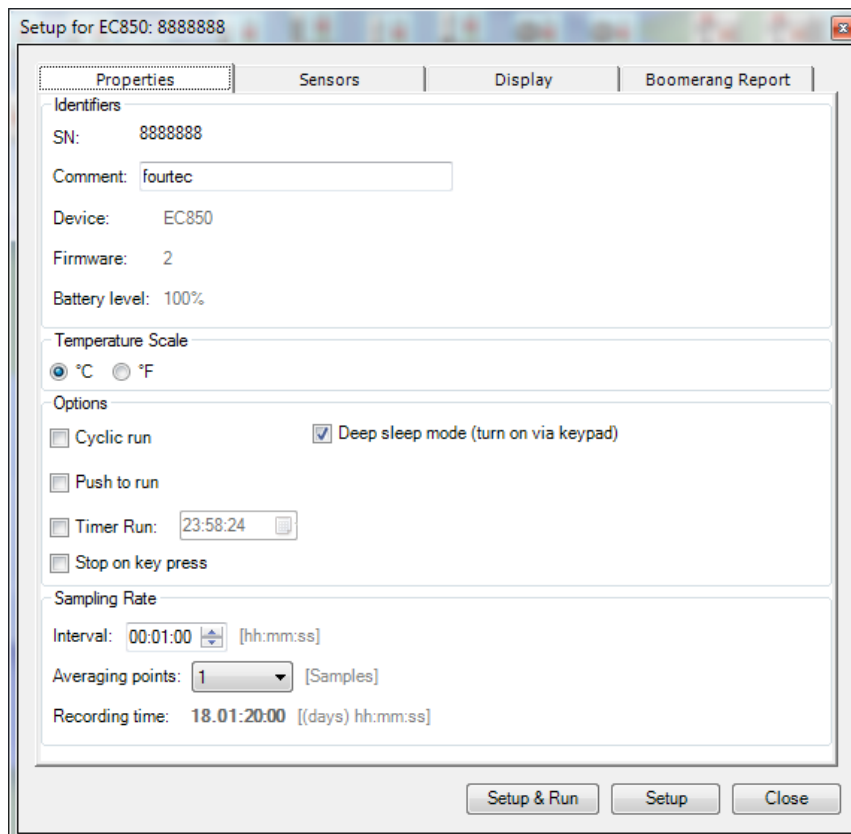 Setup for EC850: 8888888
Properties Sensors Display Boomerang Report
Identifiers
SN: 8888888
Comment: fourtec
Device: EC850
Firmware: 2
Battery level: 100%
Temperature Scale
°C °F
Options
Cyclic run Deep sleep mode (turn on via keypad)
Push to run
Timer Run: 23:58:24
Stop on key press
Sampling Rate
Interval: 00:01:00 [hh:mm:ss]
Averaging points: 1 [Samples]
Recording time: 18.01:20:00 [(days) hh:mm:ss]
Setup & Run Setup Close